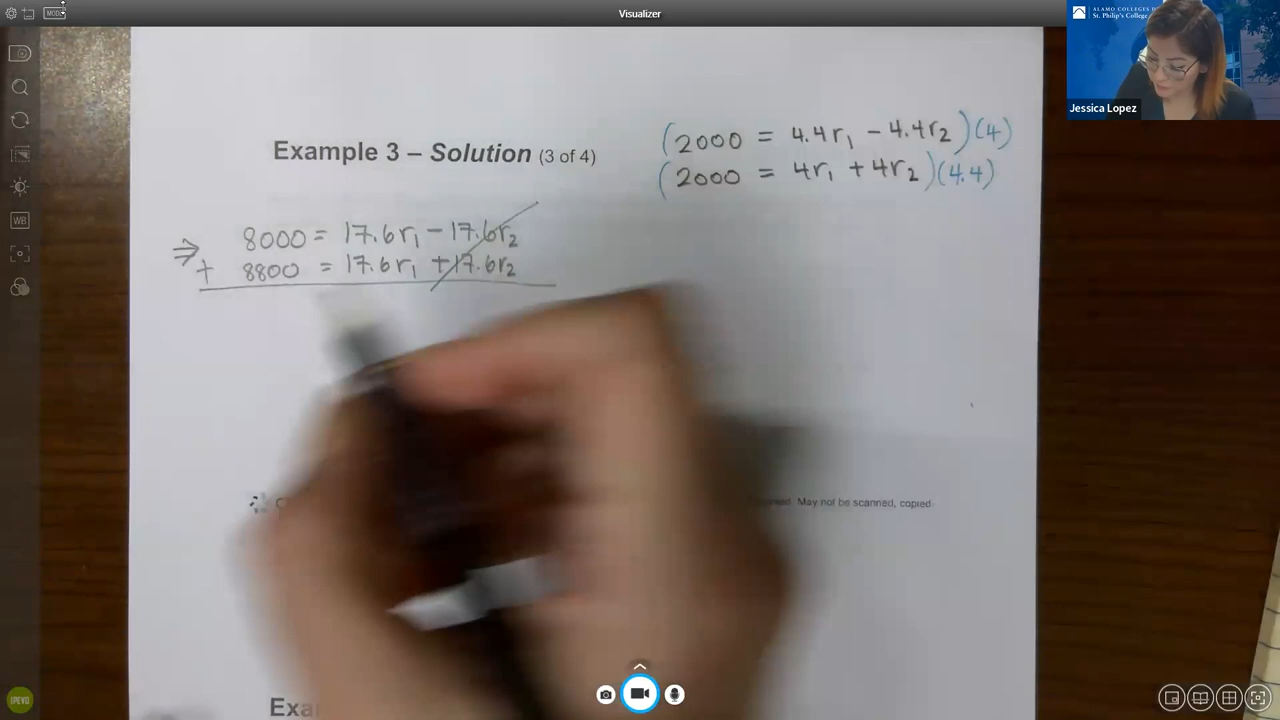 Visualizer
ALAMO COLLEGES D
St. Philip's College
Jessica Lopez
Example 3 – Solution (3 of 4)
(2000 = 4.4r₁ − 4.4r₂)(4)
(2000 = 4r₁ + 4r₂)(4.4)
⇒ 8000 = 17.6r₁ − 17.6r₂
+ 8800 = 17.6r₁ + 17.6r₂
WB
May not be scanned, copied
Exa
IPEVO